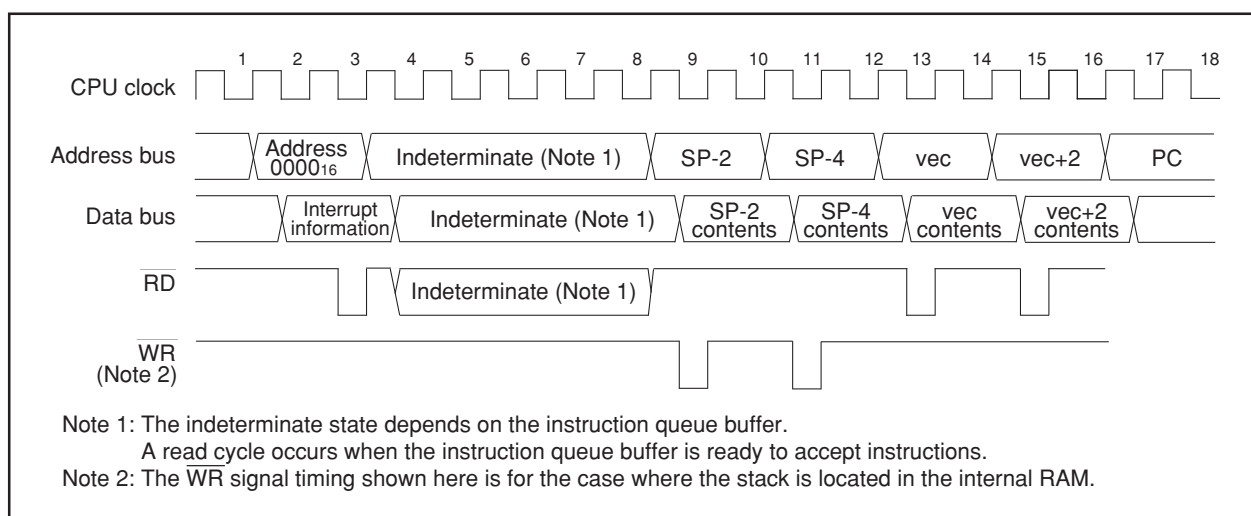 1 2 3 4 5 6 7 8 9 10 11 12 13 14 15 16 17 18
CPU clock
Address bus
Address
0000₁₆
Indeterminate (Note 1)
SP-2
SP-4
vec
vec+2
PC
Data bus
Interrupt
information
Indeterminate (Note 1)
SP-2
contents
SP-4
contents
vec
contents
vec+2
contents
RD
Indeterminate (Note 1)
WR
(Note 2)
Note 1: The indeterminate state depends on the instruction queue buffer.
A read cycle occurs when the instruction queue buffer is ready to accept instructions.
Note 2: The WR signal timing shown here is for the case where the stack is located in the internal RAM.